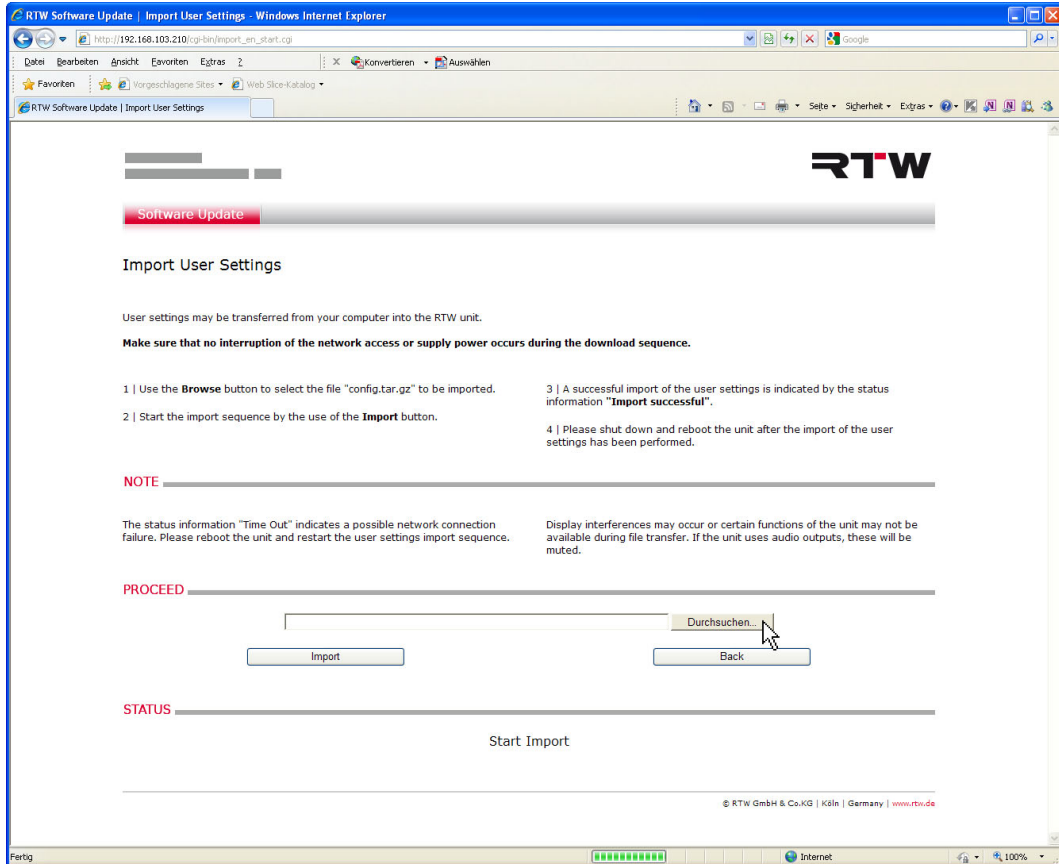 RTW Software Update | Import User Settings - Windows Internet Explorer
http://192.168.103.210/cgi-bin/import_en_start.cgi
Google
Datei Bearbeiten Ansicht Favoriten Extras ?
X Konvertieren Auswählen
Favoriten Vorgeschlagene Sites Web Slice-Katalog
RTW Software Update | Import User Settings
Seite Sicherheit Extras
RTW
Software Update
Import User Settings
User settings may be transferred from your computer into the RTW unit.
Make sure that no interruption of the network access or supply power occurs during the download sequence.
1 | Use the Browse button to select the file "config.tar.gz" to be imported.
2 | Start the import sequence by the use of the Import button.
3 | A successful import of the user settings is indicated by the status
information "Import successful".
4 | Please shut down and reboot the unit after the import of the user
settings has been performed.
NOTE
The status information "Time Out" indicates a possible network connection
failure. Please reboot the unit and restart the user settings import sequence.
Display interferences may occur or certain functions of the unit may not be
available during file transfer. If the unit uses audio outputs, these will be
muted.
PROCEED
Durchsuchen...
Import Back
STATUS
Start Import
© RTW GmbH & Co.KG | Köln | Germany | www.rtw.de
Fertig Internet 100%